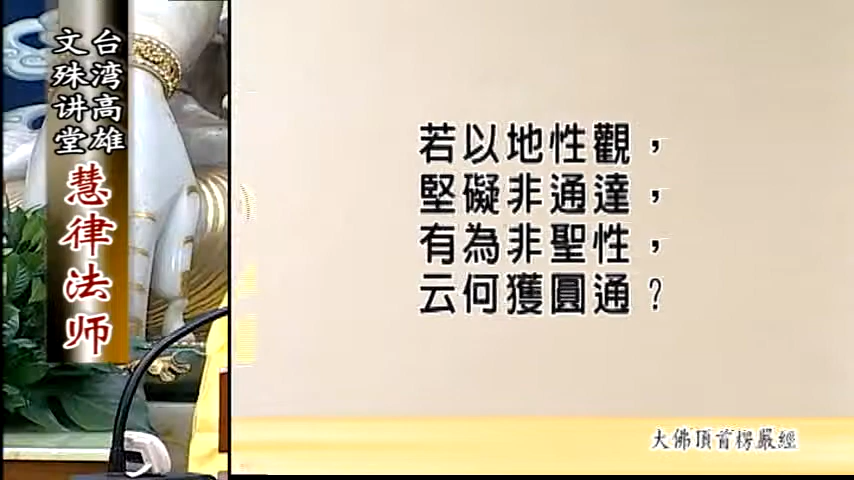 台湾高雄
文殊讲堂
慧律法师
若以地性觀，
堅礙非通達，
有為非聖性，
云何獲圓通？
大佛頂首楞嚴經